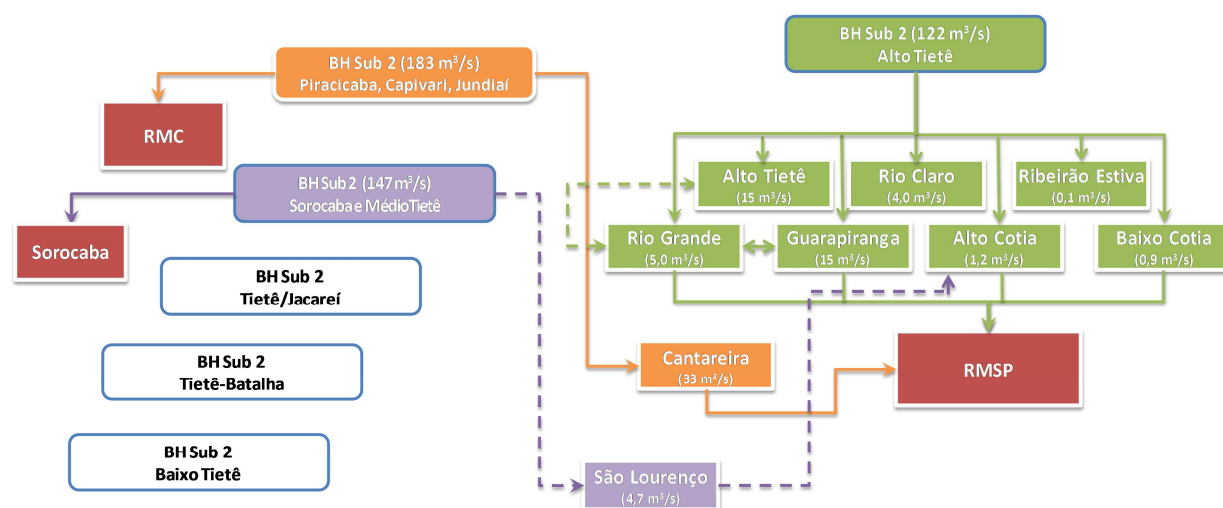 BH Sub 2 (122 m³/s)
Alto Tietê
BH Sub 2 (183 m³/s)
Piracicaba, Capivari, Jundiaí
RMC
BH Sub 2 (147 m³/s)
Sorocaba e Médio Tietê
Sorocaba
Alto Tietê
(15 m³/s)
Rio Claro
(4,0 m³/s)
Ribeirão Estiva
(0,1 m³/s)
Rio Grande
(5,0 m³/s)
Guarapiranga
(15 m³/s)
Alto Cotia
(1,2 m³/s)
Baixo Cotia
(0,9 m³/s)
BH Sub 2
Tietê/Jacareí
BH Sub 2
Tietê-Batalha
Cantareira
(33 m³/s)
RMSP
BH Sub 2
Baixo Tietê
São Lourenço
(4,7 m³/s)